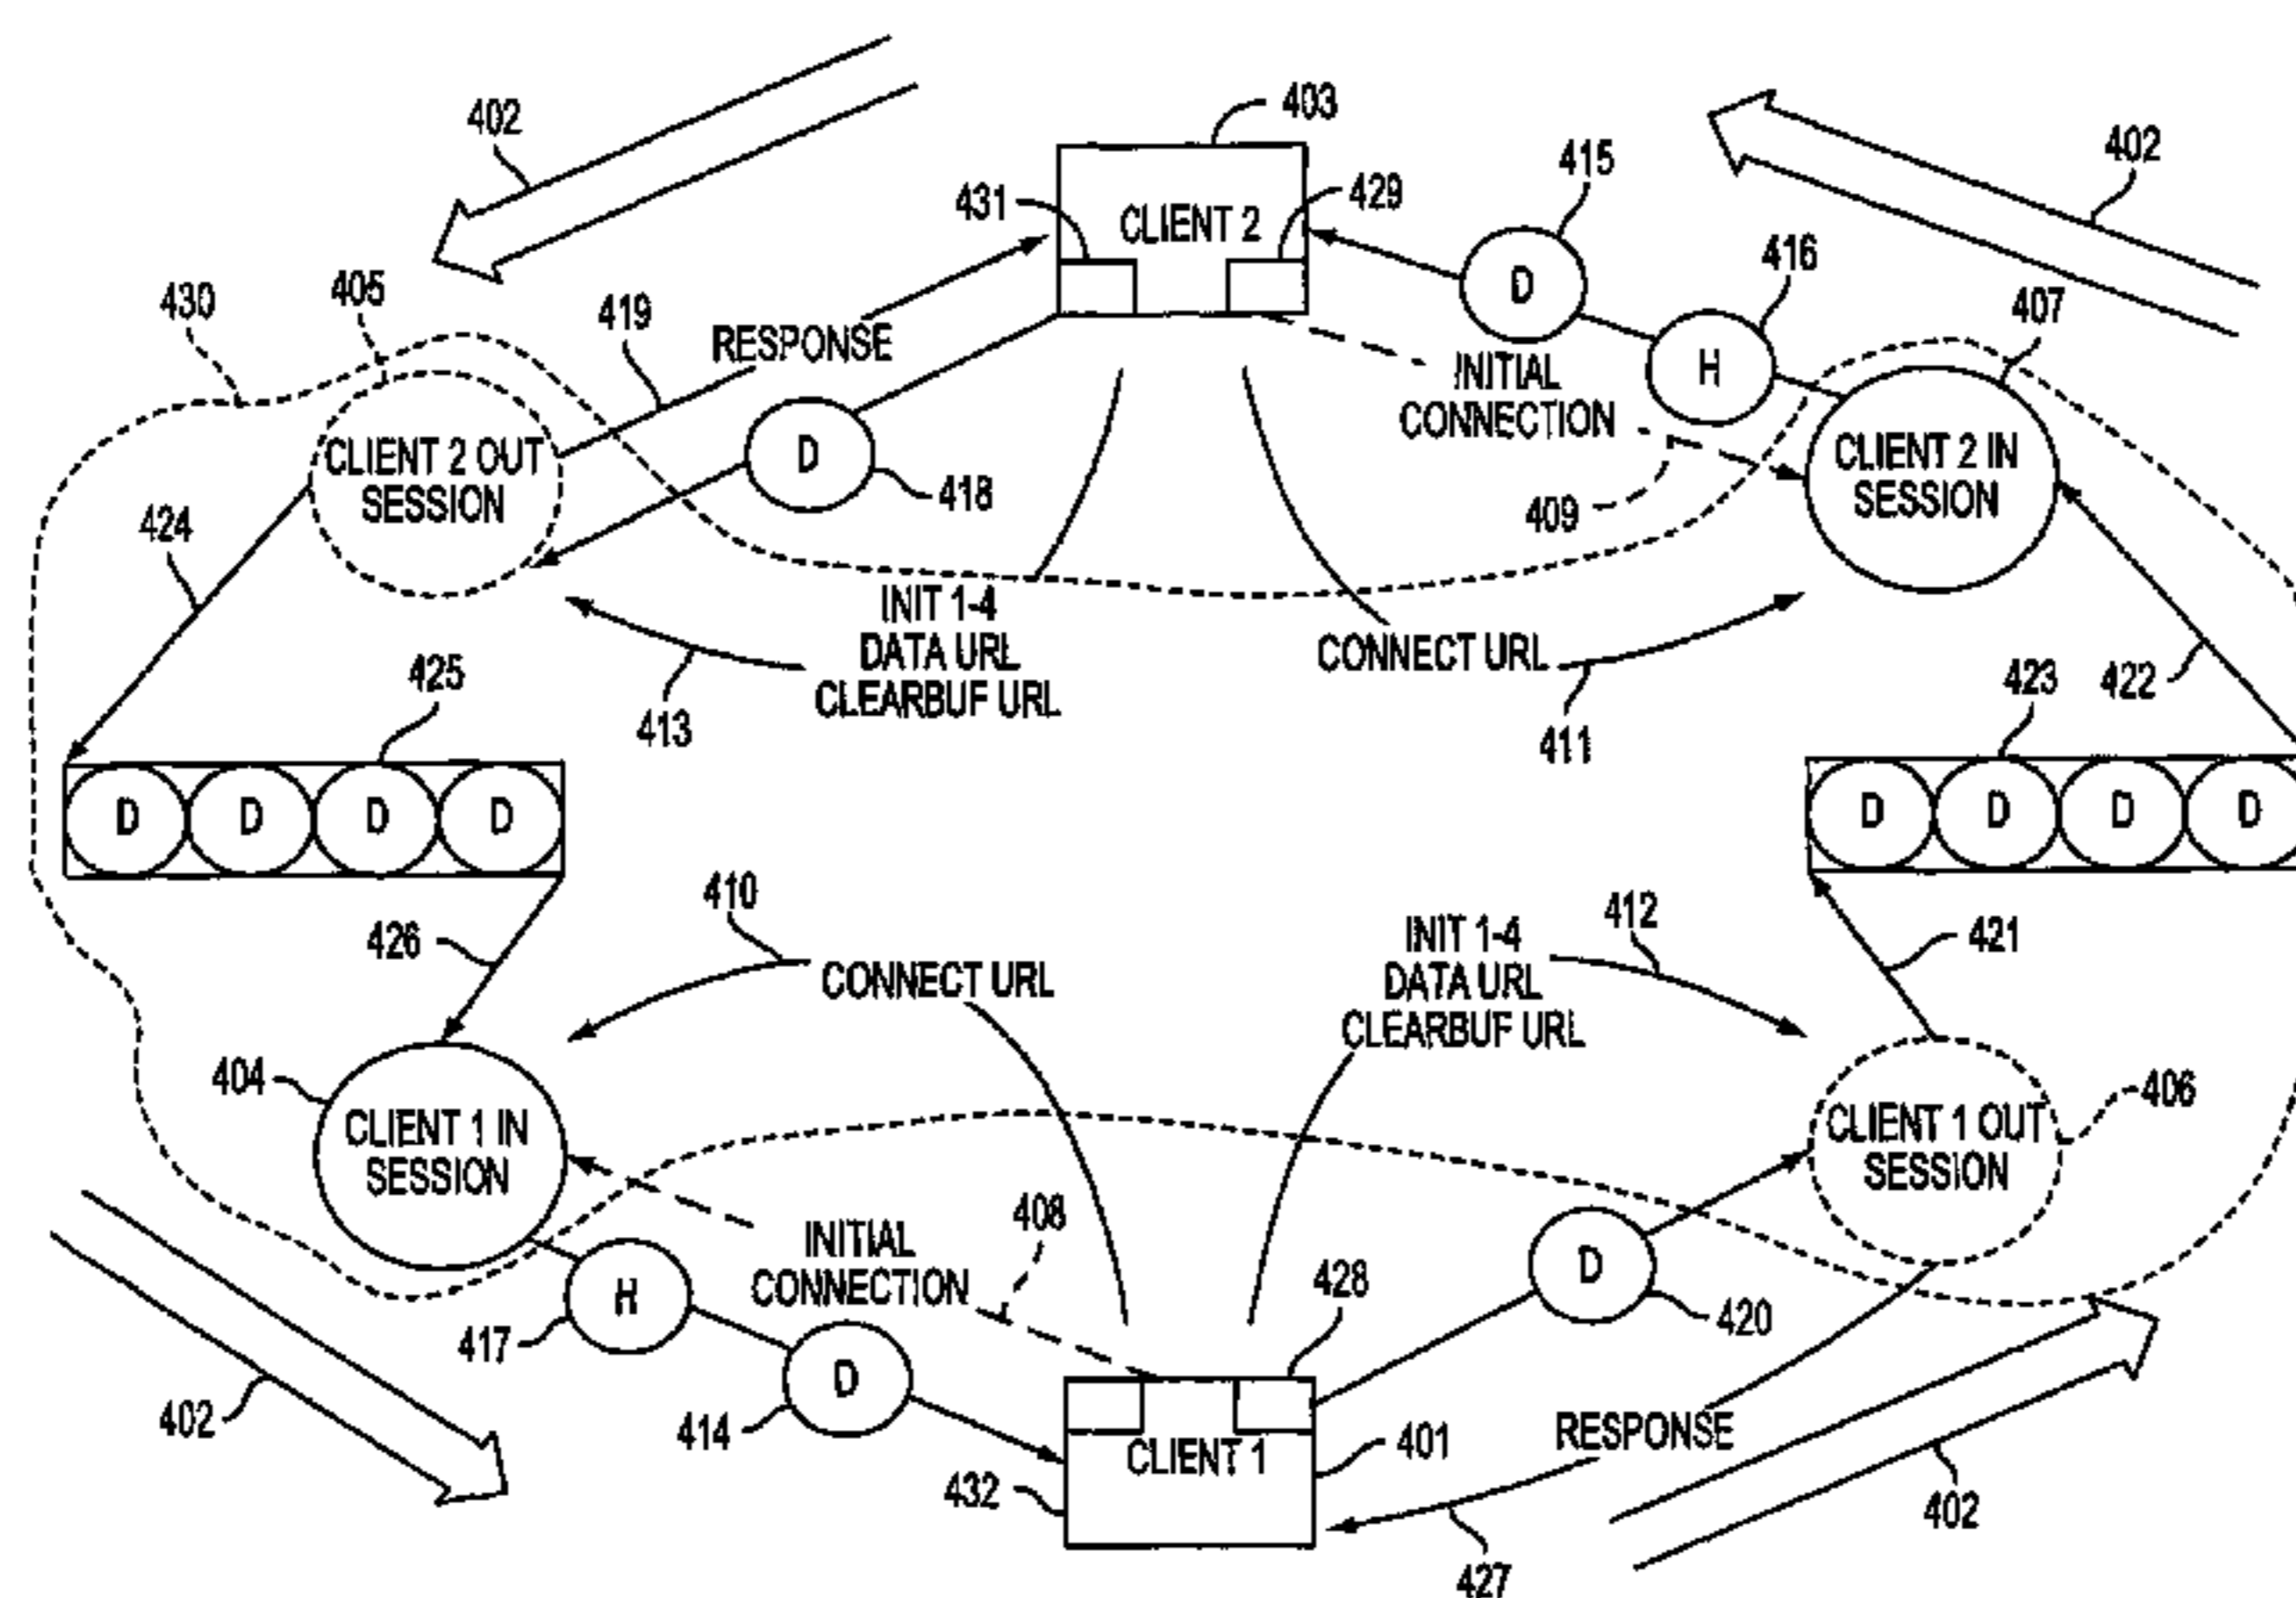 402
403
415
402
431
429
CLIENT 2
416
430
405
419
RESPONSE
D
407
H
INITIAL
CONNECTION
CLIENT 2 OUT
SESSION
D
418
409
CLIENT 2 IN
SESSION
424
INIT 1-4
DATA URL
CLEARBUF URL
CONNECT URL
425
413
411
423
422
D D D D
D D D D
410
412
426
CONNECT URL
INIT 1-4
DATA URL
CLEARBUF URL
421
404
CLIENT 1 IN
SESSION
406
CLIENT 1 OUT
SESSION
INITIAL
CONNECTION
408
428
H
417
D
420
402
414
D
CLIENT 1
401
432
RESPONSE
402
427